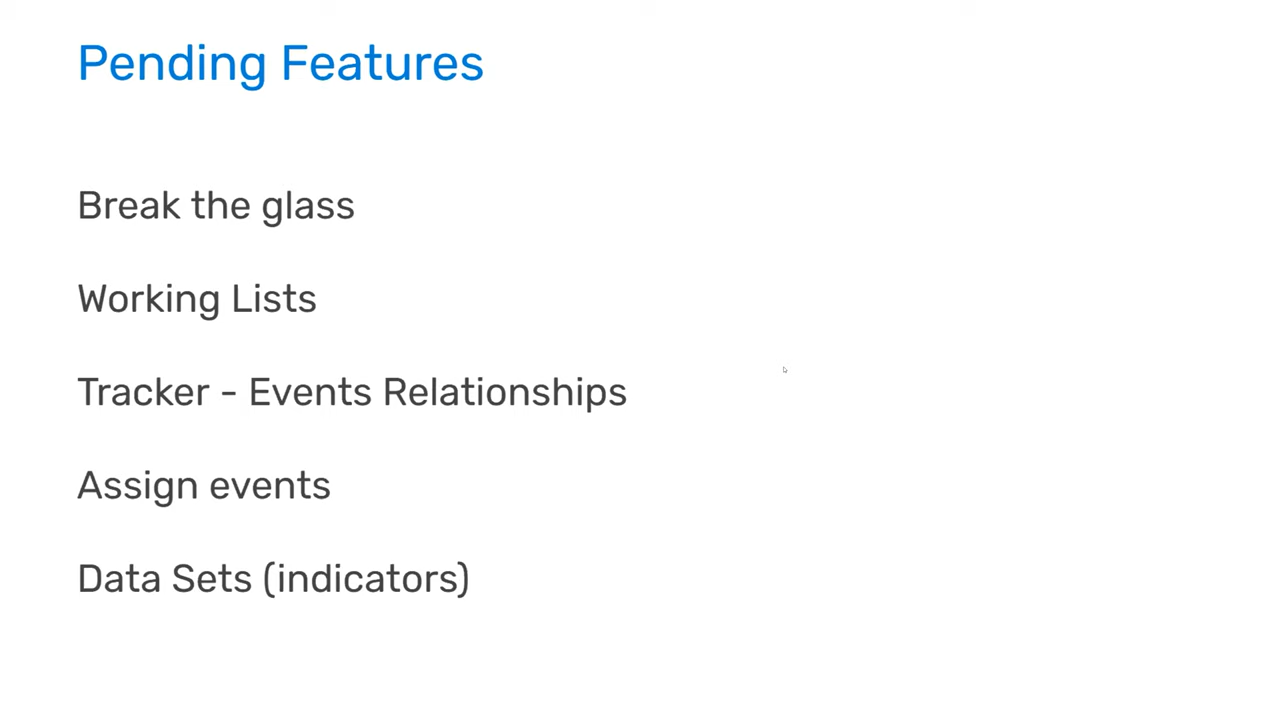 Pending Features
Break the glass
Working Lists
Tracker - Events Relationships
Assign events
Data Sets (indicators)